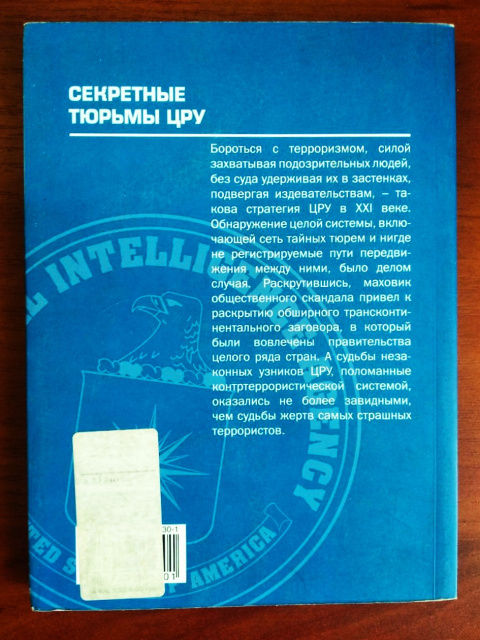 СЕКРЕТНЫЕ
ТЮРЬМЫ ЦРУ
Бороться с терроризмом, силой
захватывая подозрительных людей,
без суда удерживая их в застенках,
подвергая издевательствам, – та-
кова стратегия ЦРУ в XXI веке.
Обнаружение целой системы, вклю-
чающей сеть тайных тюрем и нигде
не регистрируемые пути передви-
жения между ними, было делом
случая. Раскрутившись, маховик
общественного скандала привел к
раскрытию обширного трансконти-
нентального заговора, в который
были вовлечены правительства
целого ряда стран. А судьбы неза-
конных узников ЦРУ, поломанные
контртеррористической системой,
оказались не более завидными,
чем судьбы жертв самых страшных
террористов.
INTELLIGENCE
AMERICA
30-1
01